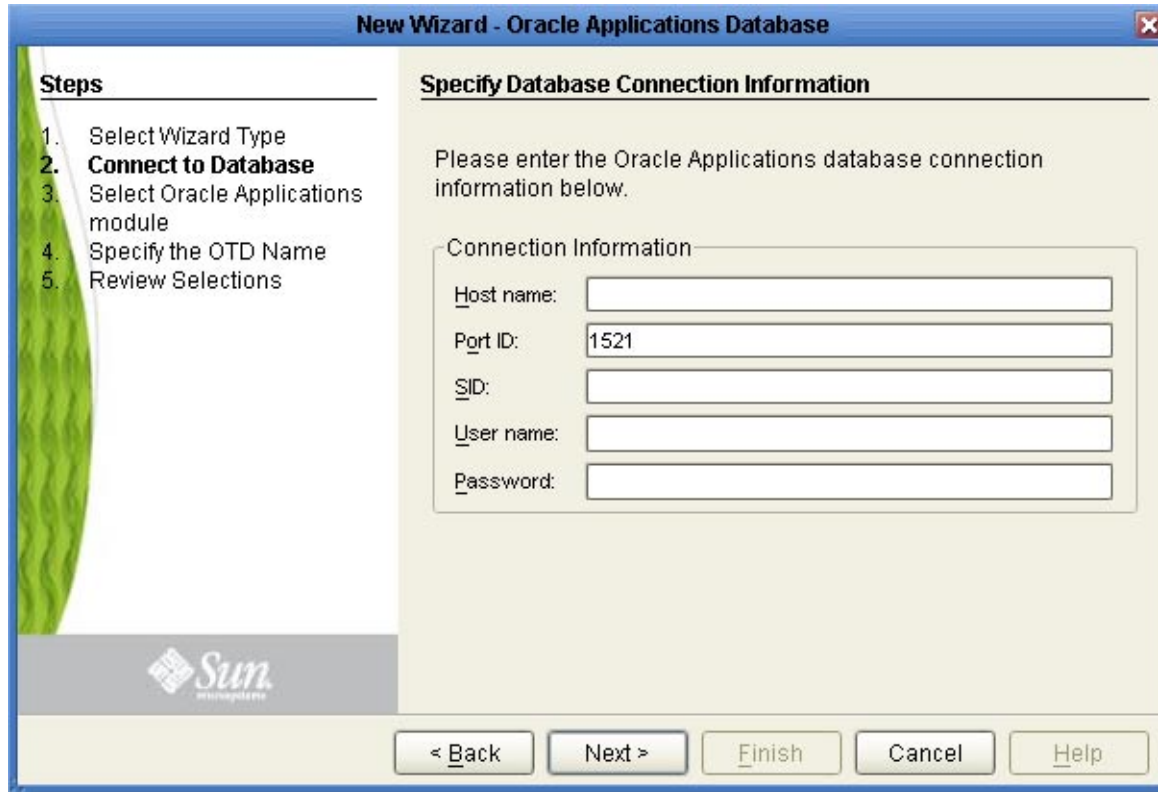 New Wizard - Oracle Applications Database
Steps
1. Select Wizard Type
2. Connect to Database
3. Select Oracle Applications
module
4. Specify the OTD Name
5. Review Selections
Sun
microsystems
Specify Database Connection Information
Please enter the Oracle Applications database connection
information below.
Connection Information
Host name:
Port ID: 1521
SID:
User name:
Password:
< Back
Next >
Finish
Cancel
Help